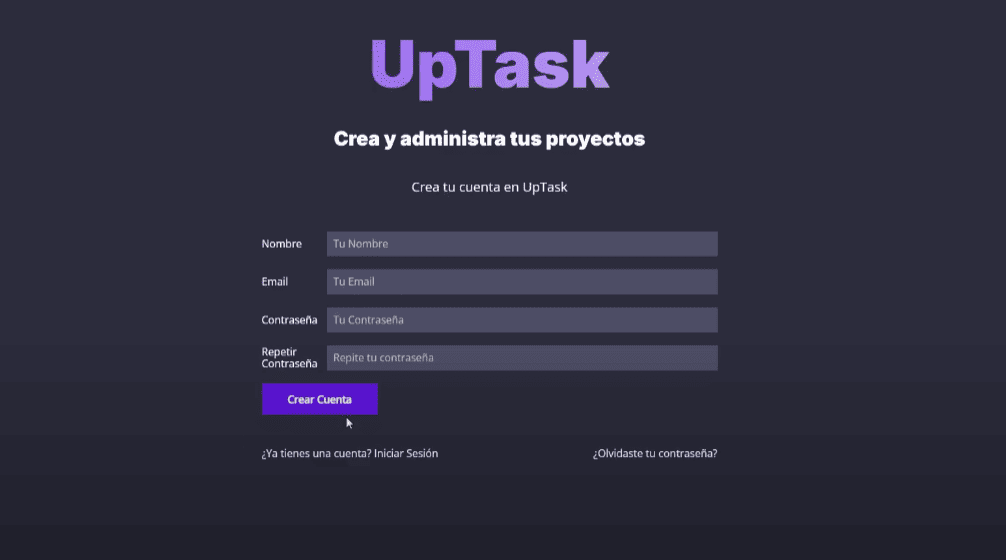 UpTask
Crea y administra tus proyectos
Crea tu cuenta en UpTask
Nombre
Tu Nombre
Email
Tu Email
Contraseña
Tu Contraseña
Repetir
Contraseña
Repite tu contraseña
Crear Cuenta
¿Ya tienes una cuenta? Iniciar Sesión
¿Olvidaste tu contraseña?